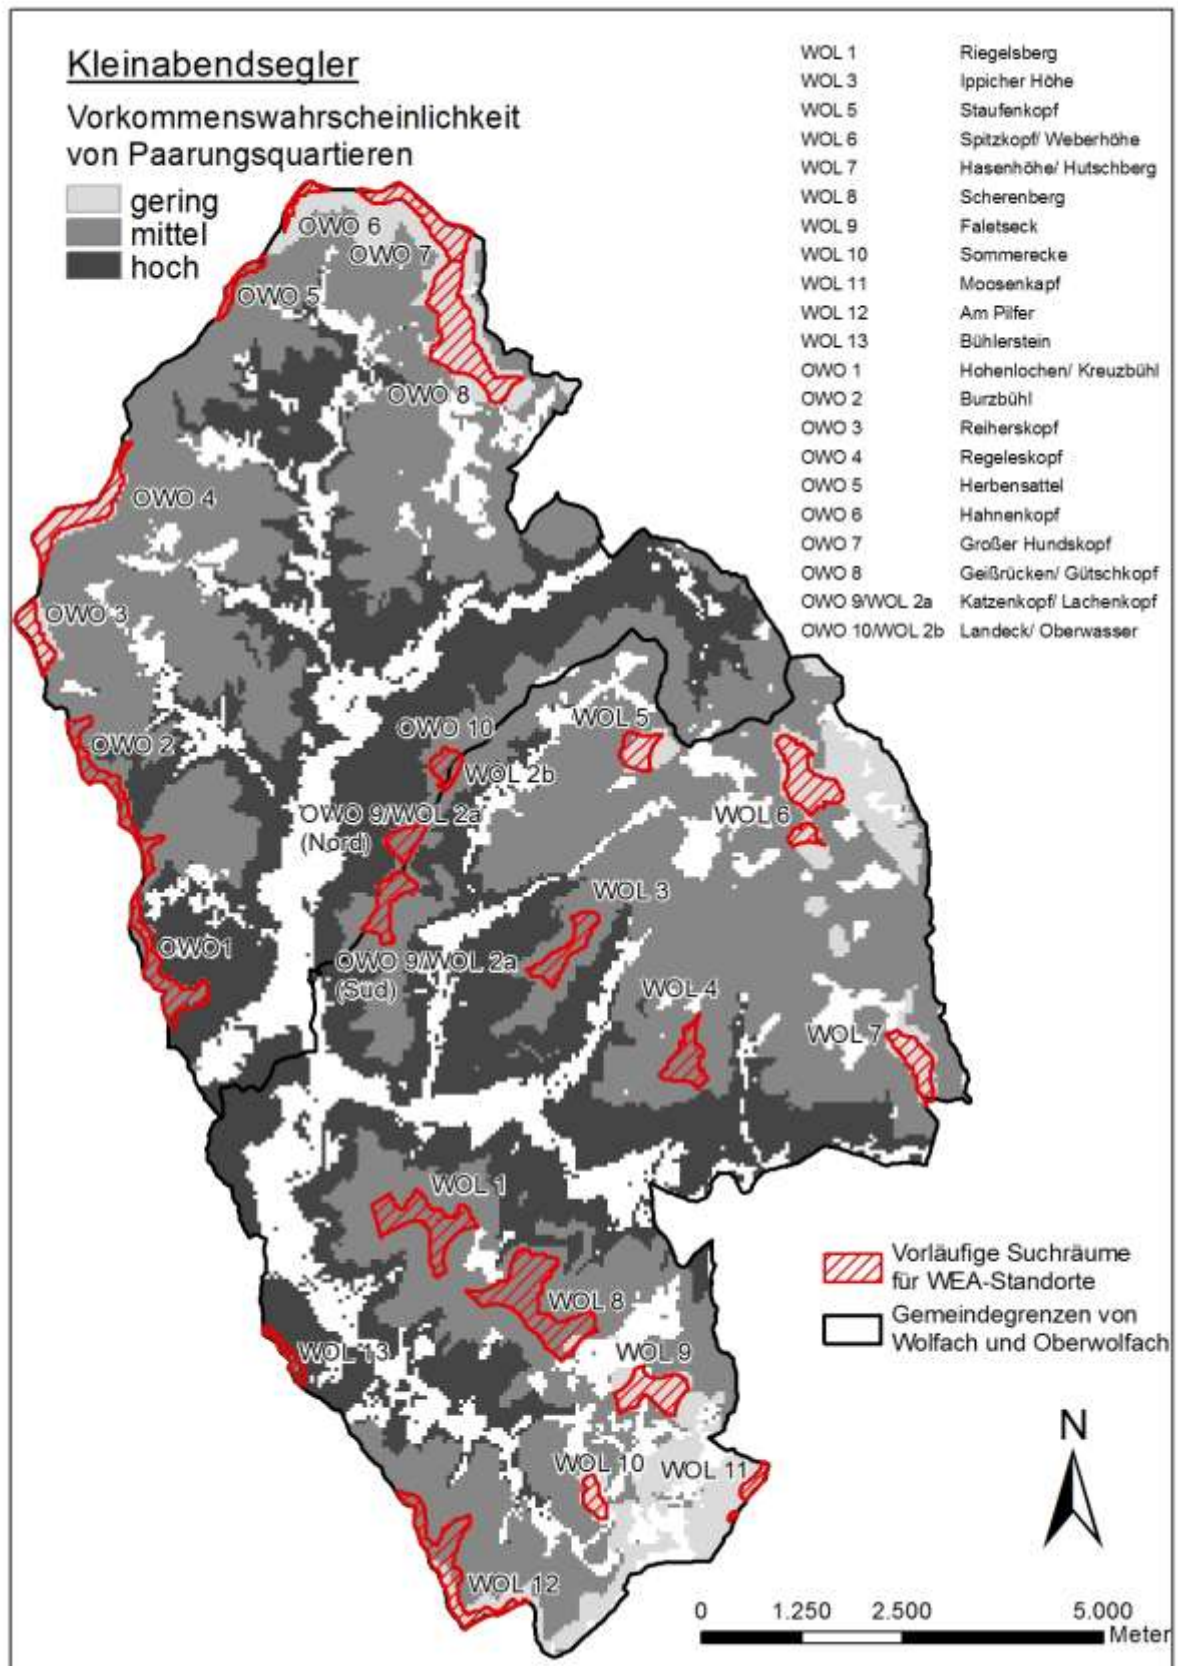 Kleinabendsegler
Vorkommenswahrscheinlichkeit
von Paarungsquartieren
gering
mittel
hoch
WOL 1 Riegelsberg
WOL 3 Ippicher Höhe
WOL 5 Staufenkopf
WOL 6 Spitzkopf/ Weberhöhe
WOL 7 Hasenhöhe/ Hutschberg
WOL 8 Scherenberg
WOL 9 Faletseck
WOL 10 Sommerecke
WOL 11 Moosenkapf
WOL 12 Am Pilfer
WOL 13 Bühlerstein
OWO 1 Hohenlochen/ Kreuzbühl
OWO 2 Burzbühl
OWO 3 Reiherskopf
OWO 4 Regeleskopf
OWO 5 Herbensattel
OWO 6 Hahnenkopf
OWO 7 Großer Hundskopf
OWO 8 Geißrücken/ Gütschkopf
OWO 9/WOL 2a Katzenkopf/ Lachenkopf
OWO 10/WOL 2b Landeck/ Oberwasser
OWO 6
OWO 7
OWO 5
OWO 8
OWO 4
OWO 3
OWO 2
OWO 10
WOL 5
WOL 2b
OWO 9/WOL 2a
(Nord)
WOL 6
WOL 3
OWO1
OWO 9/WOL 2a
(Süd)
WOL 4
WOL 7
WOL 1
WOL 8
WOL 13
WOL 9
WOL 10
WOL 11
WOL 12
Vorläufige Suchräume
für WEA-Standorte
Gemeindegrenzen von
Wolfach und Oberwolfach
N
0 1.250 2.500 5.000
Meter